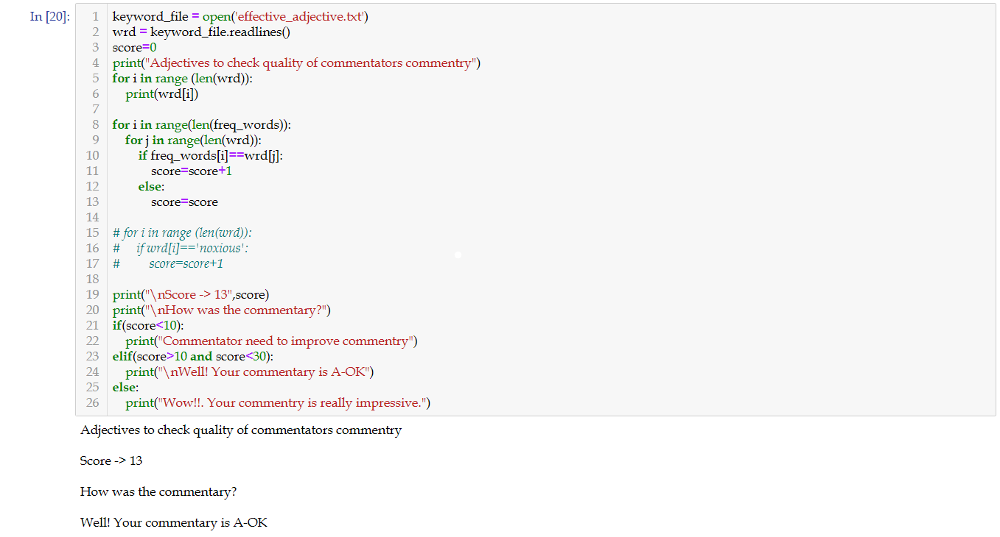 In [20]:
1 keyword_file = open('effective_adjective.txt')
2 wrd = keyword_file.readlines()
3 score=0
4 print("Adjectives to check quality of commentators commentry")
5 for i in range (len(wrd)):
6     print(wrd[i])
7
8 for i in range(len(freq_words)):
9     for j in range(len(wrd)):
10         if freq_words[i]==wrd[j]:
11             score=score+1
12         else:
13             score=score
14
15 # for i in range (len(wrd)):
16 #     if wrd[i]=='noxious':
17 #         score=score+1
18
19 print("\nScore -> 13",score)
20 print("\nHow was the commentary?")
21 if(score<10):
22     print("Commentator need to improve commentry")
23 elif(score>10 and score<30):
24     print("\nWell! Your commentary is A-OK")
25 else:
26     print("Wow!!. Your commentry is really impressive.")
Adjectives to check quality of commentators commentry
Score -> 13
How was the commentary?
Well! Your commentary is A-OK